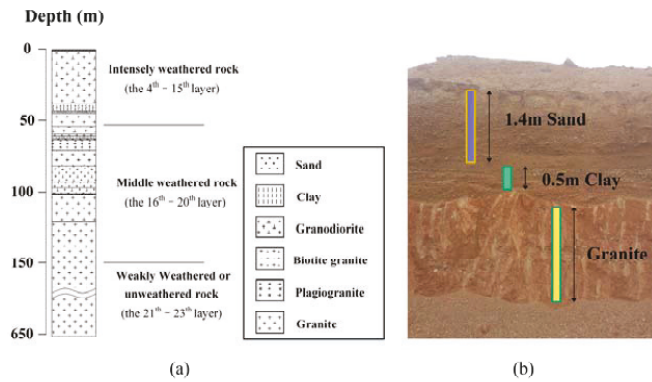 Depth (m)
0
50
100
150
650
Intensely weathered rock
(the 4th - 15th layer)
Middle weathered rock
(the 16th - 20th layer)
Weakly Weathered or
unweathered rock
(the 21th - 23th layer)
Sand
Clay
Granodiorite
Biotite granite
Plagiogranite
Granite
(a)
1.4m Sand
0.5m Clay
Granite
(b)